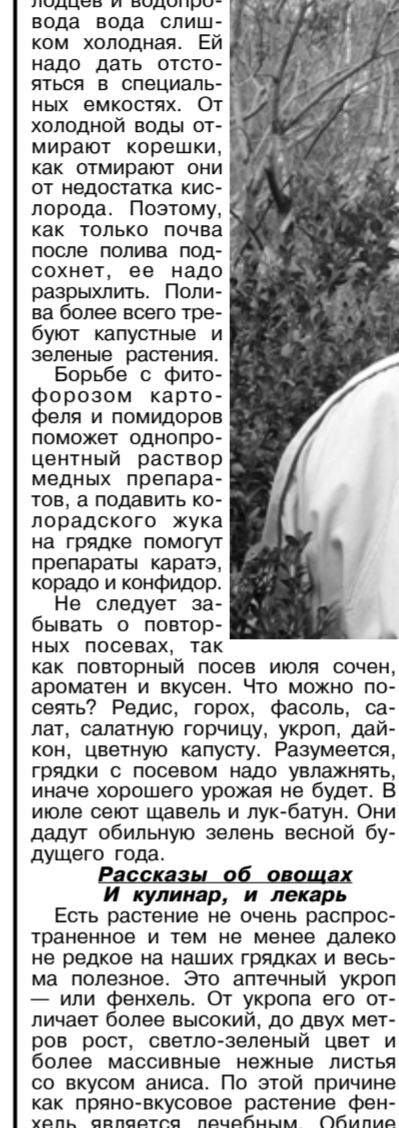 лодцев и водопро-
вода вода слиш-
ком холодная. Ей
надо дать отсто-
яться в специаль-
ных емкостях. От
холодной воды от-
мирают корешки,
как отмирают они
от недостатка кис-
лорода. Поэтому,
как только почва
после полива под-
сохнет, ее надо
разрыхлить. Поли-
ва более всего тре-
буют капустные и
зеленые растения.
Борьбе с фито-
форозом карто-
феля и помидоров
поможет однопро-
центный раствор
медных препара-
тов, а подавить ко-
лорадского жука
на грядке помогут
препараты каратэ,
корадо и конфидор.
Не следует за-
бывать о повтор-
ных посевах, так
как повторный посев июля сочен,
ароматен и вкусен. Что можно по-
сеять? Редис, горох, фасоль, са-
лат, салатную горчицу, укроп, дай-
кон, цветную капусту. Разумеется,
грядки с посевом надо увлажнять,
иначе хорошего урожая не будет. В
июле сеют щавель и лук-батун. Они
дадут обильную зелень весной бу-
дущего года.
Рассказы об овощах
И кулинар, и лекарь
Есть растение не очень распрос-
траненное и тем не менее далеко
не редкое на наших грядках и весь-
ма полезное. Это аптечный укроп
— или фенхель. От укропа его от-
личает более высокий, до двух мет-
ров рост, светло-зеленый цвет и
более массивные нежные листья
со вкусом аниса. По этой причине
как пряно-вкусовое растение фен-
хель является лечебным. Обилие